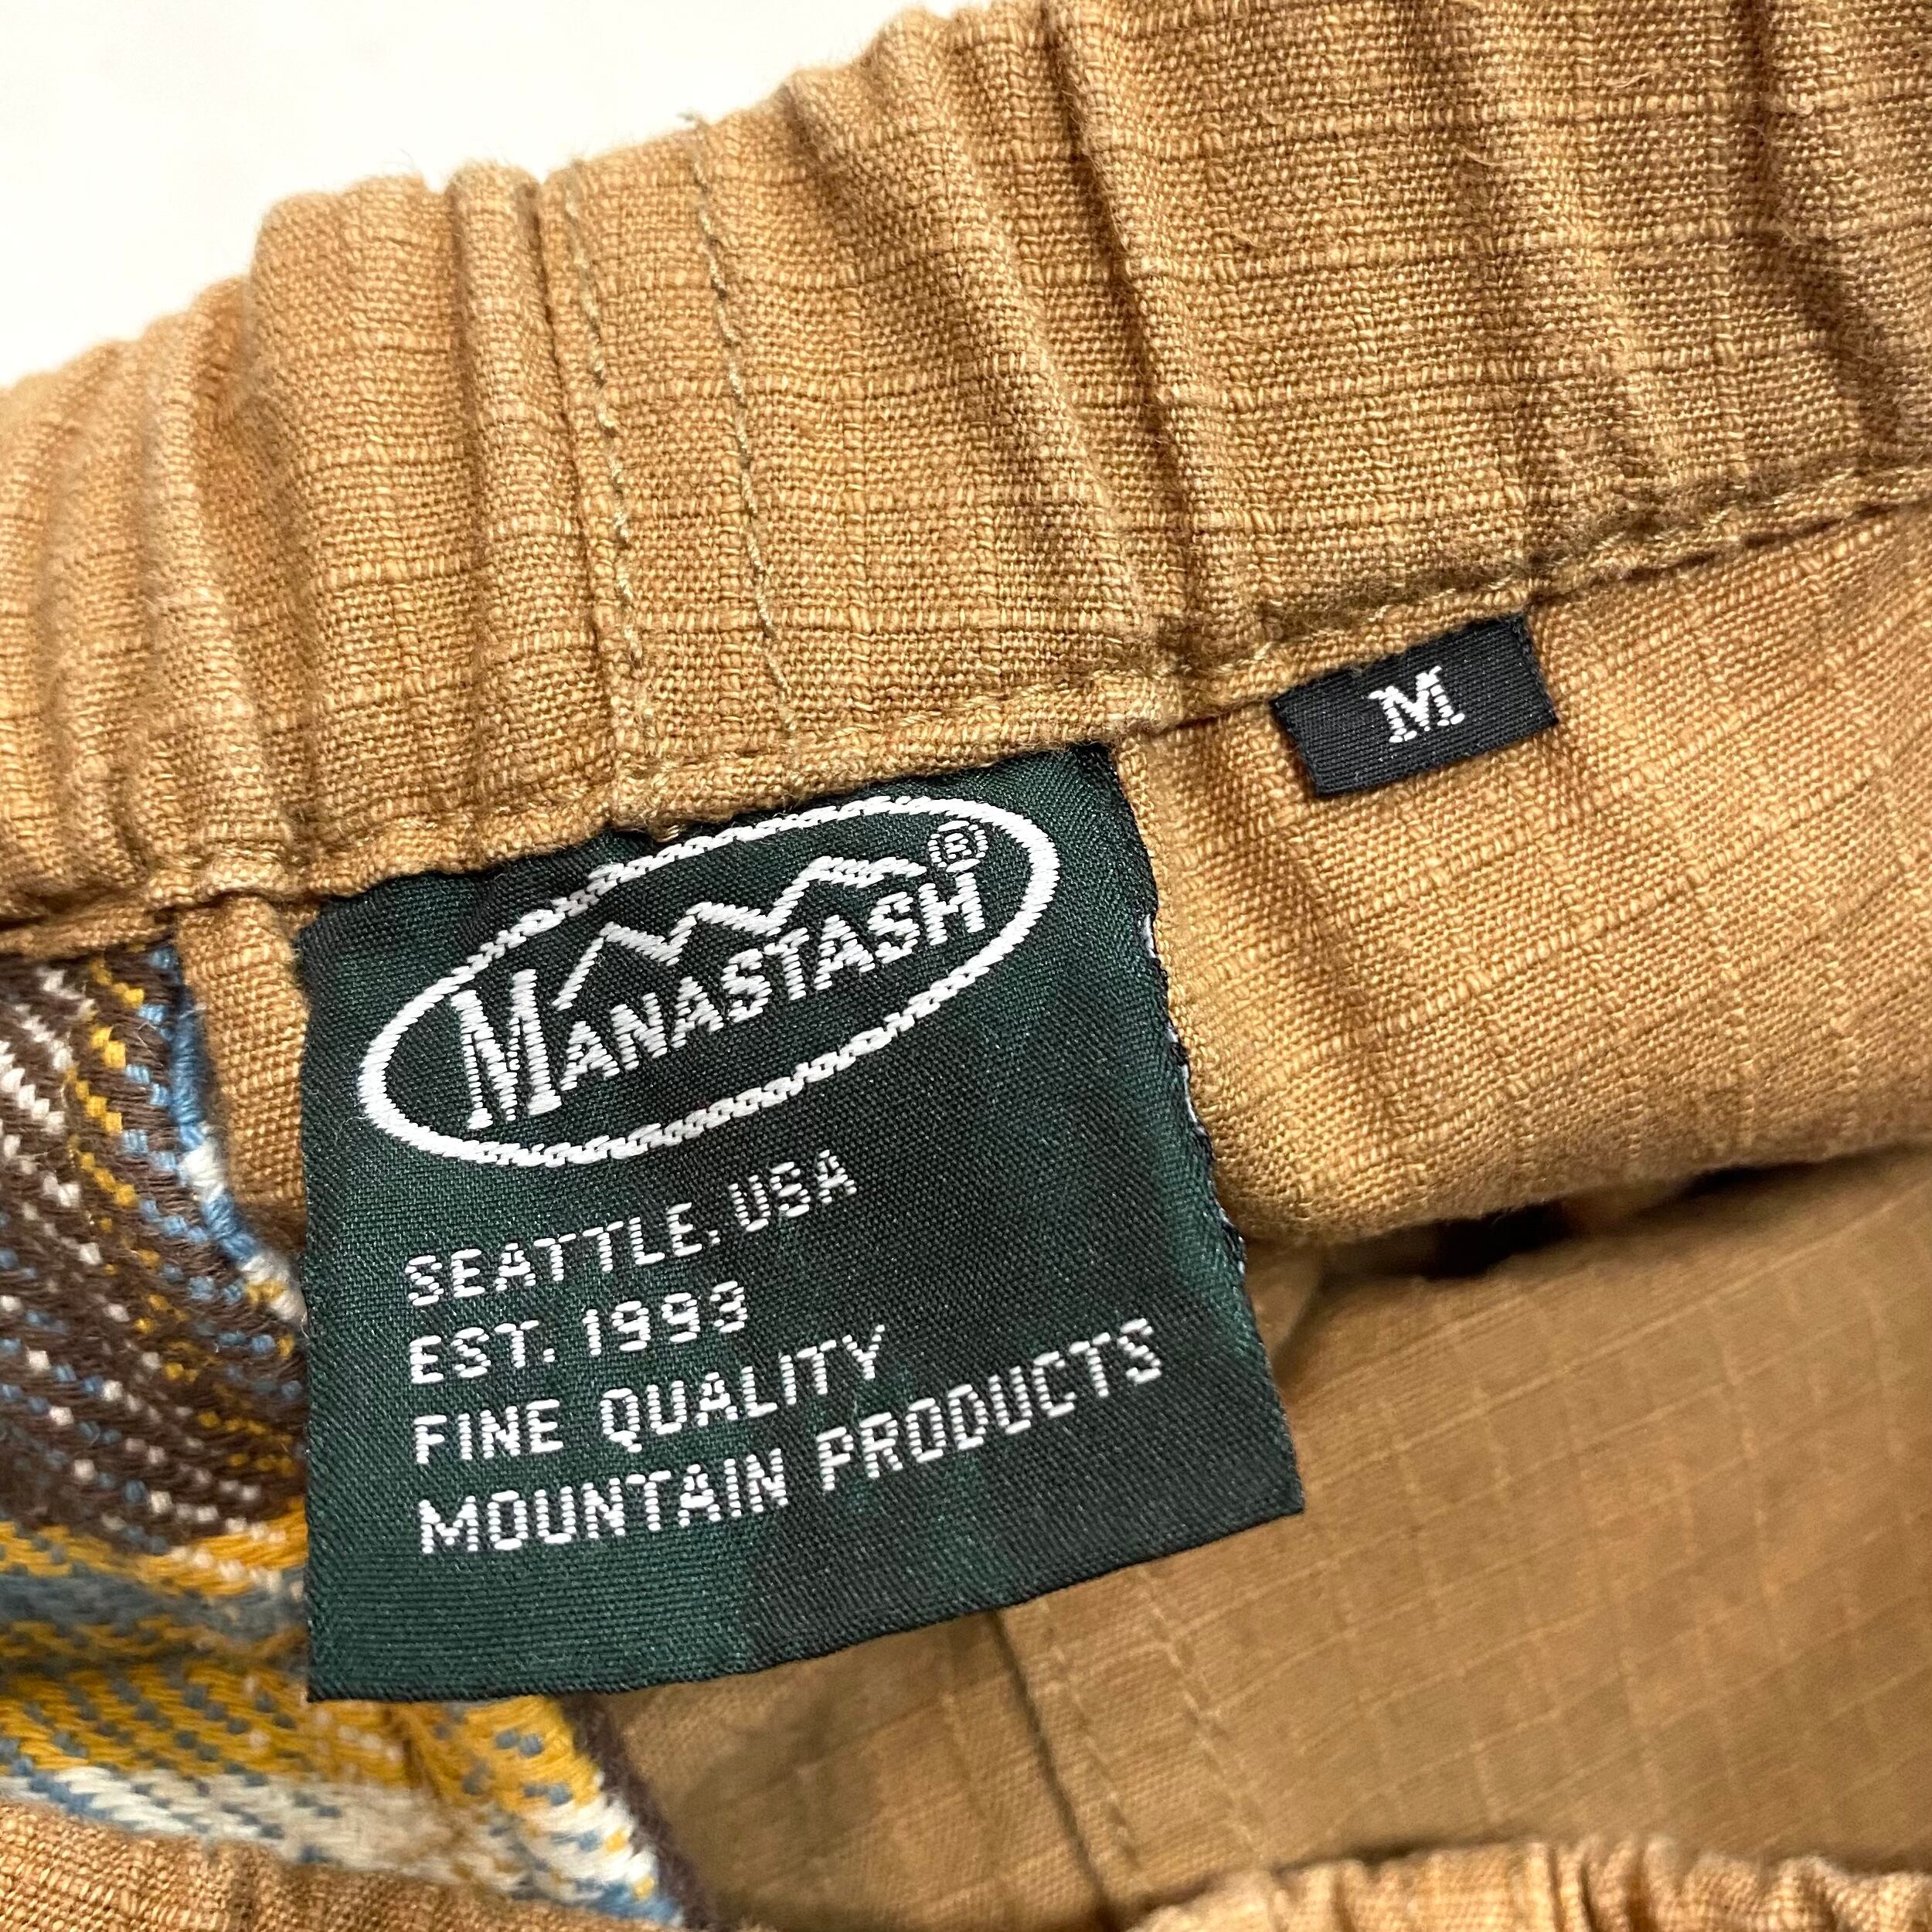 M
MANASTASH®
SEATTLE, USA
EST. 1993
FINE QUALITY
MOUNTAIN PRODUCTS